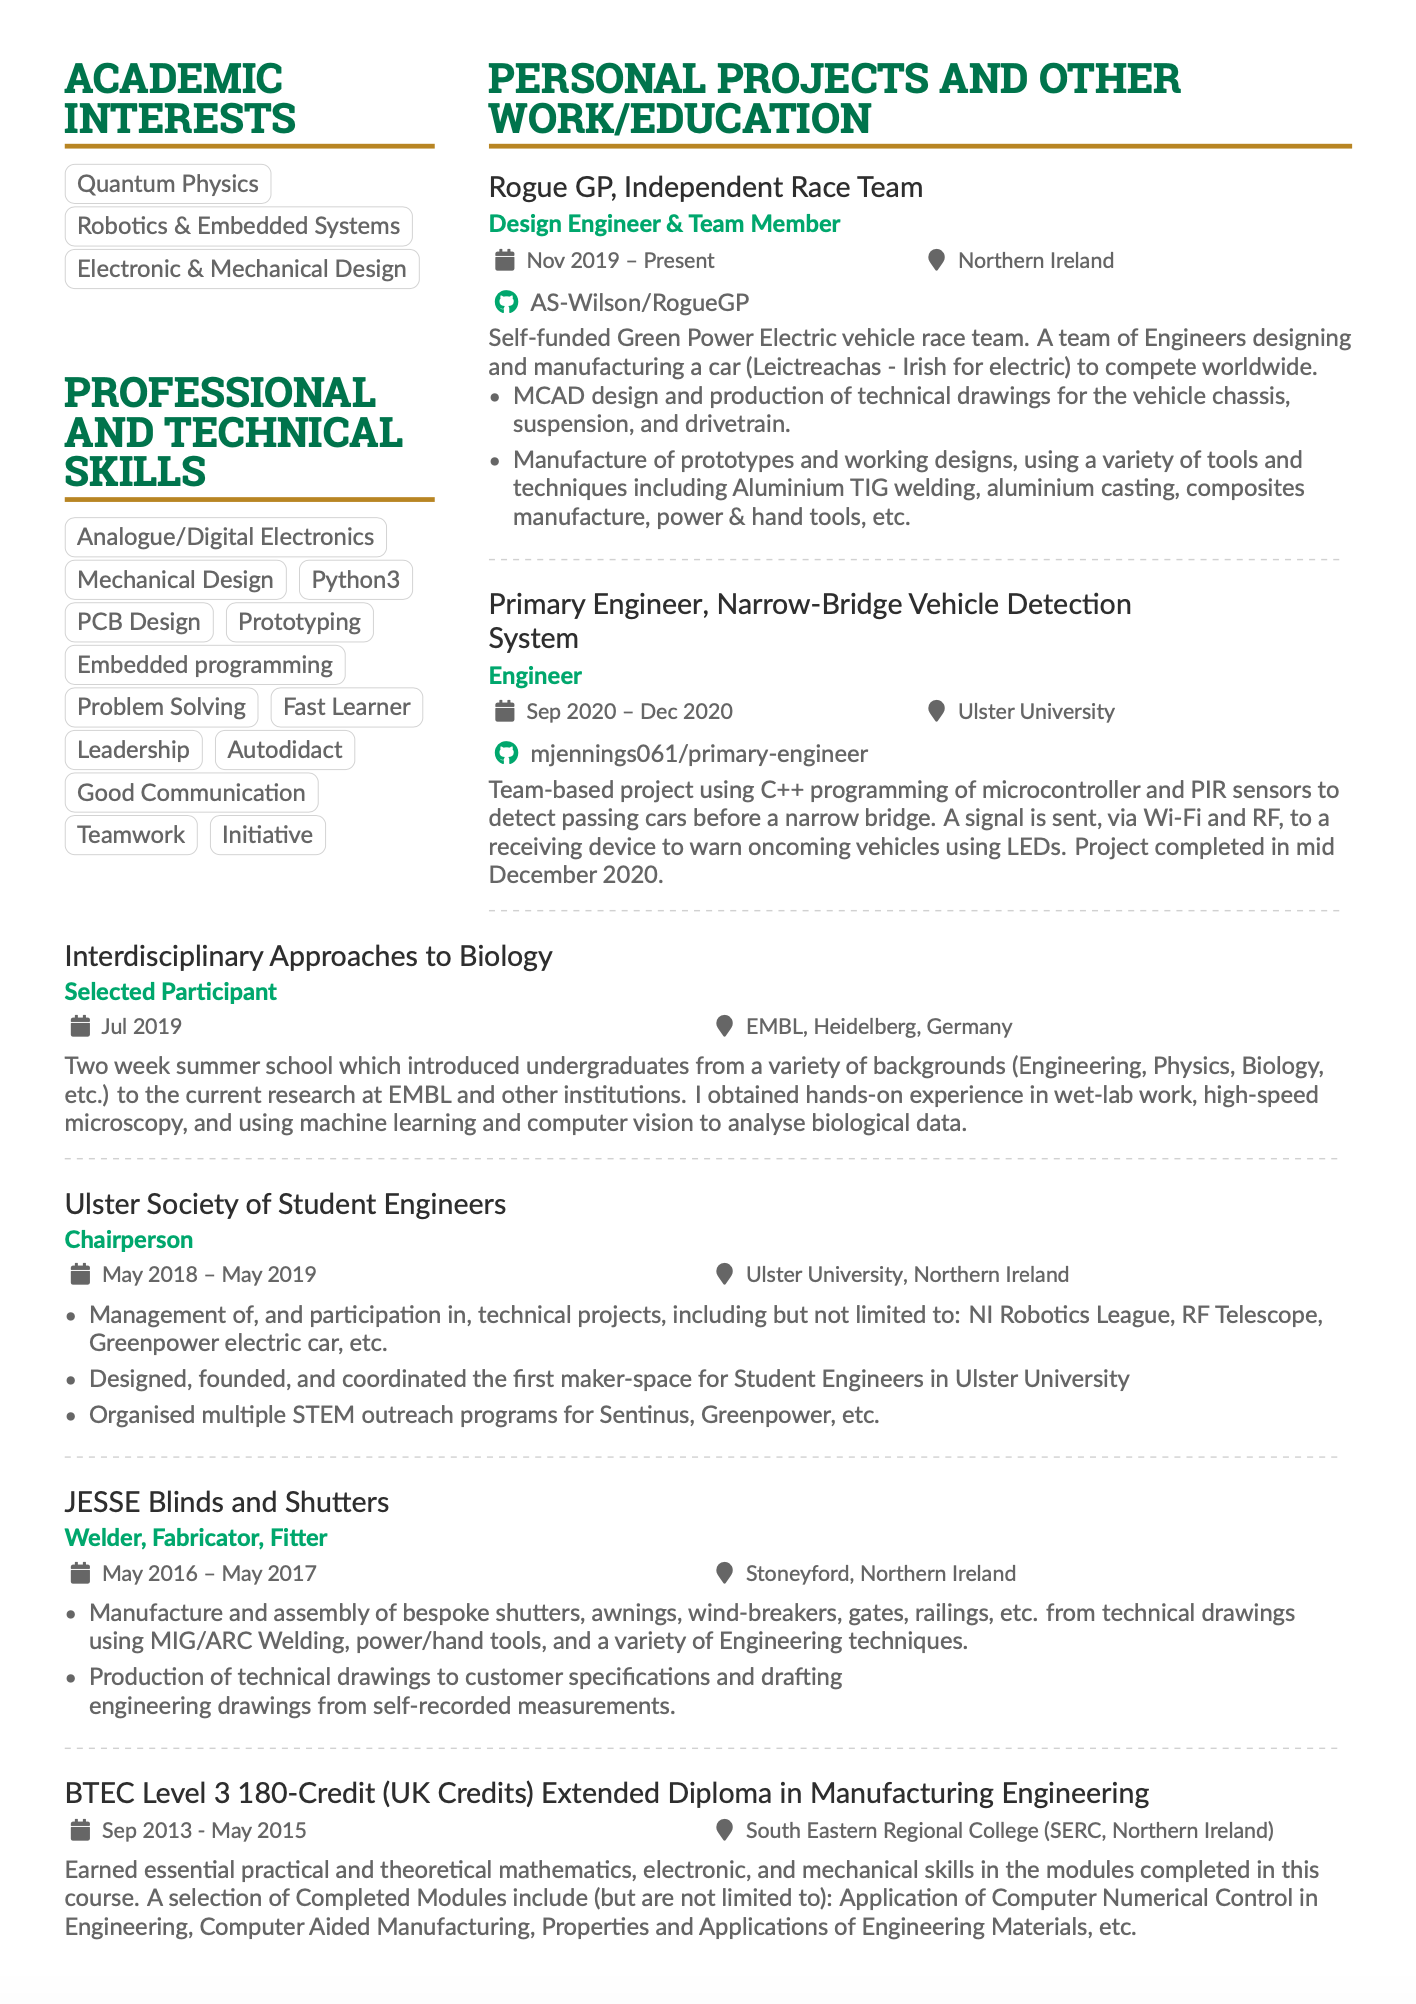 ACADEMIC
INTERESTS
Quantum Physics
Robotics & Embedded Systems
Electronic & Mechanical Design
PROFESSIONAL
AND TECHNICAL
SKILLS
Analogue/Digital Electronics
Mechanical Design Python3
PCB Design Prototyping
Embedded programming
Problem Solving Fast Learner
Leadership Autodidact
Good Communication
Teamwork Initiative
PERSONAL PROJECTS AND OTHER
WORK/EDUCATION
Rogue GP, Independent Race Team
Design Engineer & Team Member
Nov 2019 – Present Northern Ireland
AS-Wilson/RogueGP
Self-funded Green Power Electric vehicle race team. A team of Engineers designing
and manufacturing a car (Leictreachas - Irish for electric) to compete worldwide.
• MCAD design and production of technical drawings for the vehicle chassis,
suspension, and drivetrain.
• Manufacture of prototypes and working designs, using a variety of tools and
techniques including Aluminium TIG welding, aluminium casting, composites
manufacture, power & hand tools, etc.
Primary Engineer, Narrow-Bridge Vehicle Detection
System
Engineer
Sep 2020 – Dec 2020 Ulster University
mjennings061/primary-engineer
Team-based project using C++ programming of microcontroller and PIR sensors to
detect passing cars before a narrow bridge. A signal is sent, via Wi-Fi and RF, to a
receiving device to warn oncoming vehicles using LEDs. Project completed in mid
December 2020.
Interdisciplinary Approaches to Biology
Selected Participant
Jul 2019 EMBL, Heidelberg, Germany
Two week summer school which introduced undergraduates from a variety of backgrounds (Engineering, Physics, Biology,
etc.) to the current research at EMBL and other institutions. I obtained hands-on experience in wet-lab work, high-speed
microscopy, and using machine learning and computer vision to analyse biological data.
Ulster Society of Student Engineers
Chairperson
May 2018 – May 2019 Ulster University, Northern Ireland
• Management of, and participation in, technical projects, including but not limited to: NI Robotics League, RF Telescope,
Greenpower electric car, etc.
• Designed, founded, and coordinated the first maker-space for Student Engineers in Ulster University
• Organised multiple STEM outreach programs for Sentinus, Greenpower, etc.
JESSE Blinds and Shutters
Welder, Fabricator, Fitter
May 2016 – May 2017 Stoneyford, Northern Ireland
• Manufacture and assembly of bespoke shutters, awnings, wind-breakers, gates, railings, etc. from technical drawings
using MIG/ARC Welding, power/hand tools, and a variety of Engineering techniques.
• Production of technical drawings to customer specifications and drafting
engineering drawings from self-recorded measurements.
BTEC Level 3 180-Credit (UK Credits) Extended Diploma in Manufacturing Engineering
Sep 2013 - May 2015 South Eastern Regional College (SERC, Northern Ireland)
Earned essential practical and theoretical mathematics, electronic, and mechanical skills in the modules completed in this
course. A selection of Completed Modules include (but are not limited to): Application of Computer Numerical Control in
Engineering, Computer Aided Manufacturing, Properties and Applications of Engineering Materials, etc.